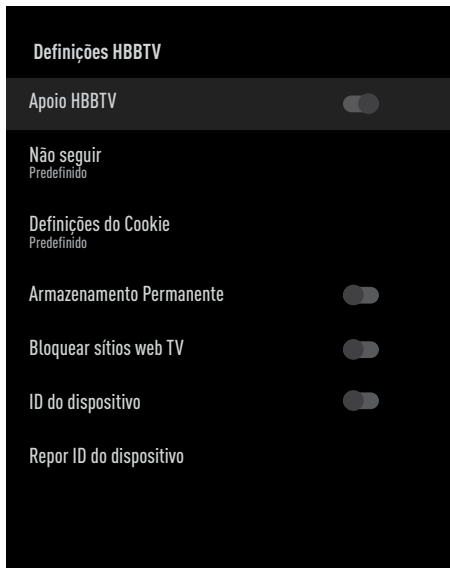 Definições HBBTV
Apoio HBBTV
Não seguir
Predefinido
Definições do Cookie
Predefinido
Armazenamento Permanente
Bloquear sítios web TV
ID do dispositivo
Repor ID do dispositivo